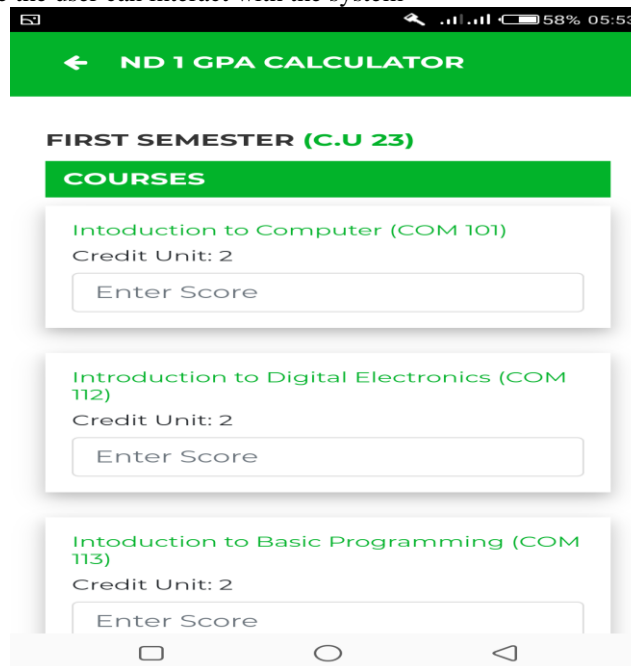 the user can interact with the system
58% 05:53
ND 1 GPA CALCULATOR
FIRST SEMESTER (C.U 23)
COURSES
Intoduction to Computer (COM 101)
Credit Unit: 2
Enter Score
Introduction to Digital Electronics (COM
112)
Credit Unit: 2
Enter Score
Intoduction to Basic Programming (COM
113)
Credit Unit: 2
Enter Score